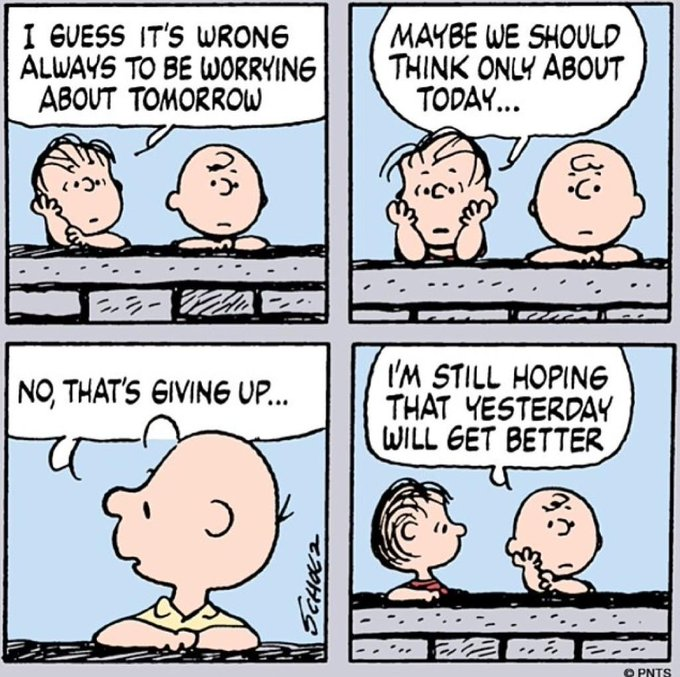 I GUESS IT'S WRONG
ALWAYS TO BE WORRYING
ABOUT TOMORROW
MAYBE WE SHOULD
THINK ONLY ABOUT
TODAY...
NO, THAT'S GIVING UP...
SCHULZ
I'M STILL HOPING
THAT YESTERDAY
WILL GET BETTER
© PNTS